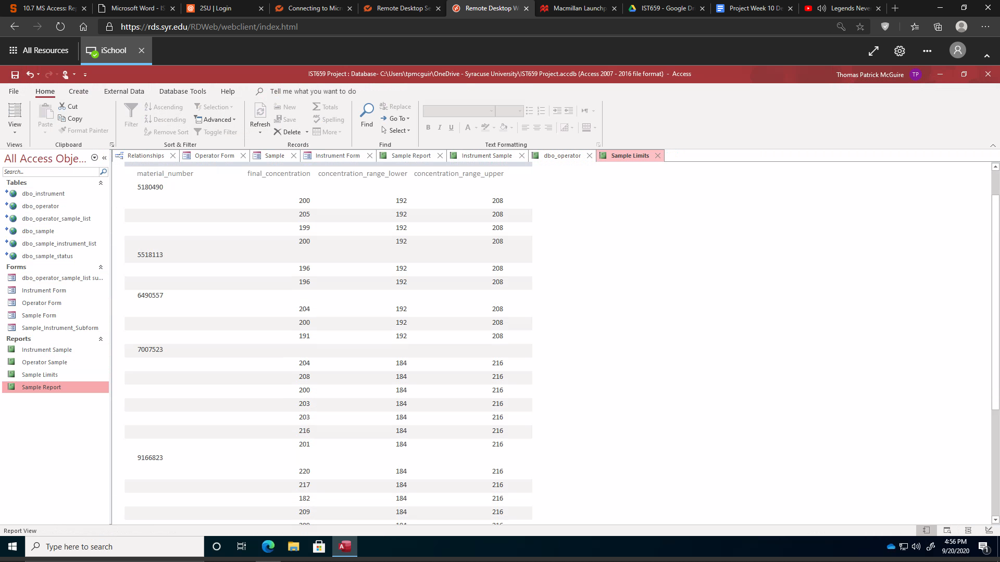 10.7 MS Access: Re
Microsoft Word - IS
2SU | Login
Connecting to Micr
Remote Desktop Se
Remote Desktop W
Macmillan Launchp
IST659 - Google Dr
Project Week 10 De
Legends Neve
https://rds.syr.edu/RDWeb/webclient/index.html
All Resources
iSchool
IST659 Project : Database- C:\Users\tpmcguir\OneDrive - Syracuse University\IST659 Project.accdb (Access 2007 - 2016 file format) - Access
Thomas Patrick McGuire
TP
File Home Create External Data Database Tools Help Tell me what you want to do
View
Views
Paste
Cut
Copy
Format Painter
Clipboard
Filter
Ascending
Descending
Remove Sort
Selection
Advanced
Toggle Filter
Sort & Filter
Refresh
New
Save
Delete
Totals
Spelling
More
Records
Find
Replace
Go To
Select
Find
B I U A
Text Formatting
All Access Obje...
Search...
Tables
dbo_instrument
dbo_operator
dbo_operator_sample_list
dbo_sample
dbo_sample_instrument_list
dbo_sample_status
Forms
dbo_operator_sample_list su...
Instrument Form
Operator Form
Sample Form
Sample_Instrument_Subform
Reports
Instrument Sample
Operator Sample
Sample Limits
Sample Report
Relationships
Operator Form
Sample
Instrument Form
Sample Report
Instrument Sample
dbo_operator
Sample Limits
material_number final_concentration concentration_range_lower concentration_range_upper
5180490
200 192 208
205 192 208
199 192 208
200 192 208
5518113
196 192 208
196 192 208
6490557
204 192 208
200 192 208
191 192 208
7007523
204 184 216
208 184 216
200 184 216
203 184 216
203 184 216
216 184 216
201 184 216
9166823
220 184 216
217 184 216
182 184 216
209 184 216
Report View
Type here to search
4:56 PM
9/20/2020
1